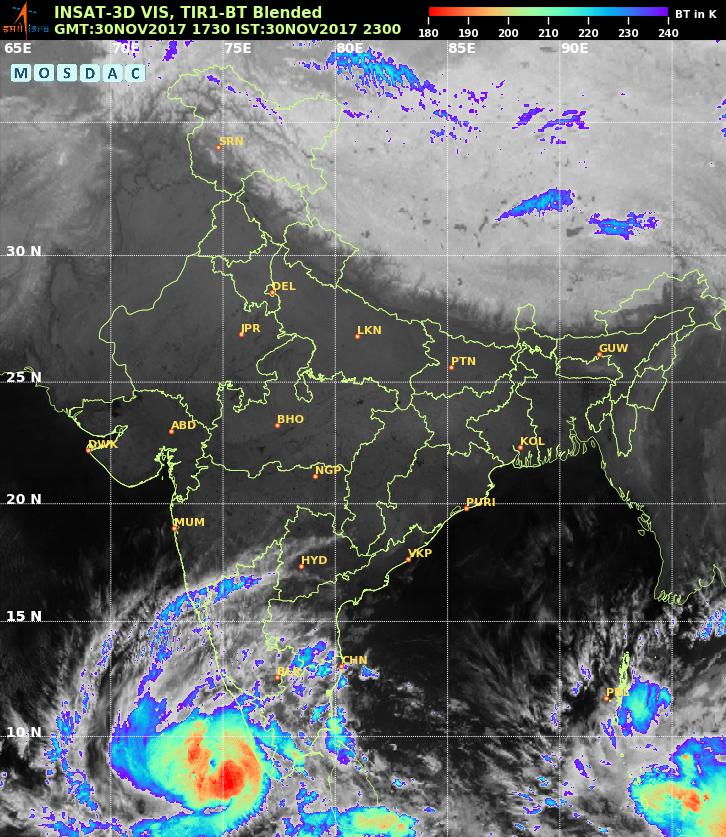 INSAT-3D VIS, TIR1-BT Blended
GMT:30NOV2017 1730 IST:30NOV2017 2300
BT in K
180 190 200 210 220 230 240
65E 70E 75E 80E 85E 90E
MOSDAC
SRN
30 N
DEL
JPR
LKN
GUW
PTN
25 N
ABD
BHO
KOL
DWK
NGP
20 N
PURI
MUM
VKP
HYD
15 N
CHN
10 N